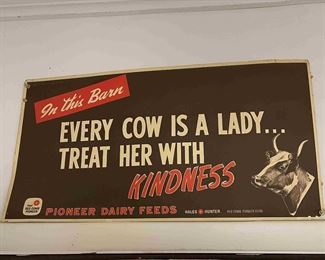 In this Barn
EVERY COW IS A LADY...
TREAT HER WITH
KINDNESS
PIONEER DAIRY FEEDS
HALES & HUNTER